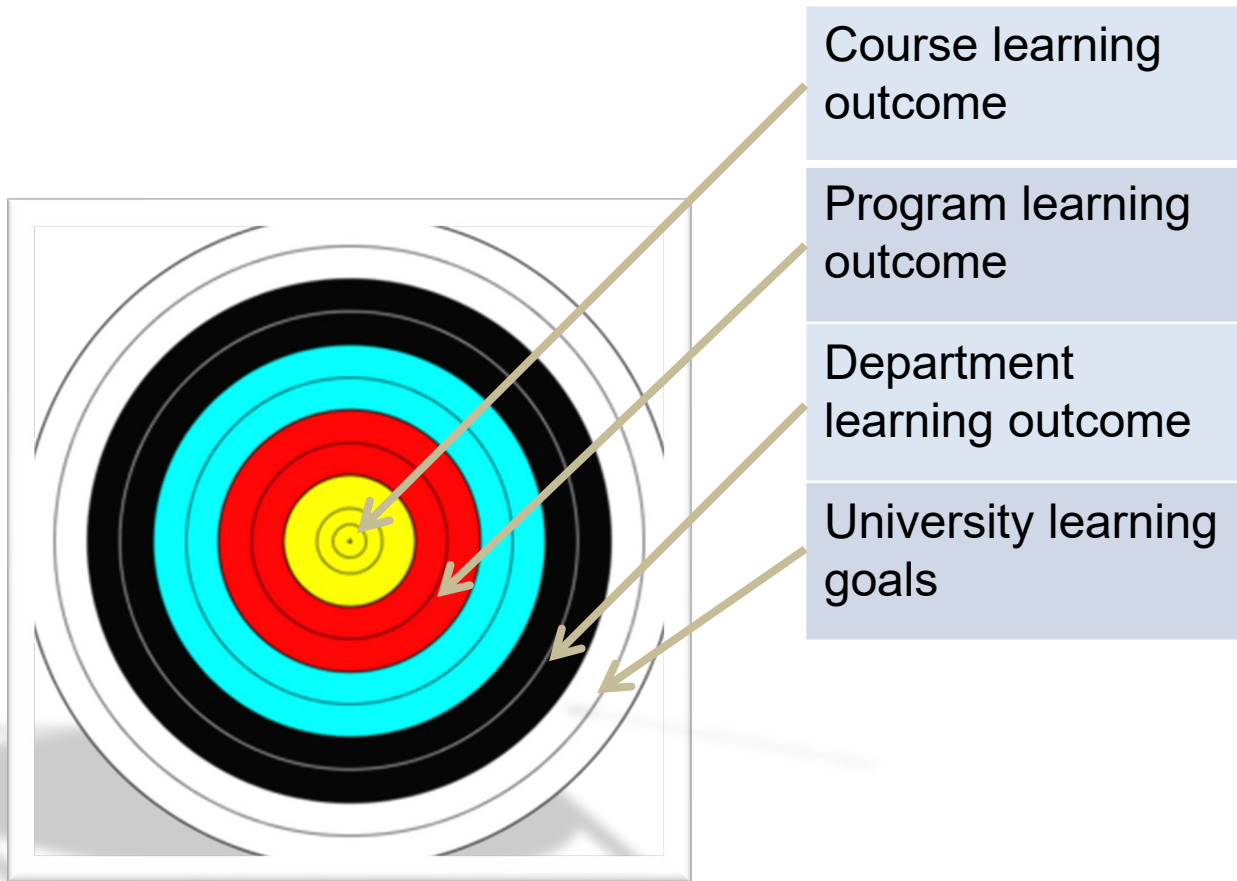 Course learning
outcome
Program learning
outcome
Department
learning outcome
University learning
goals